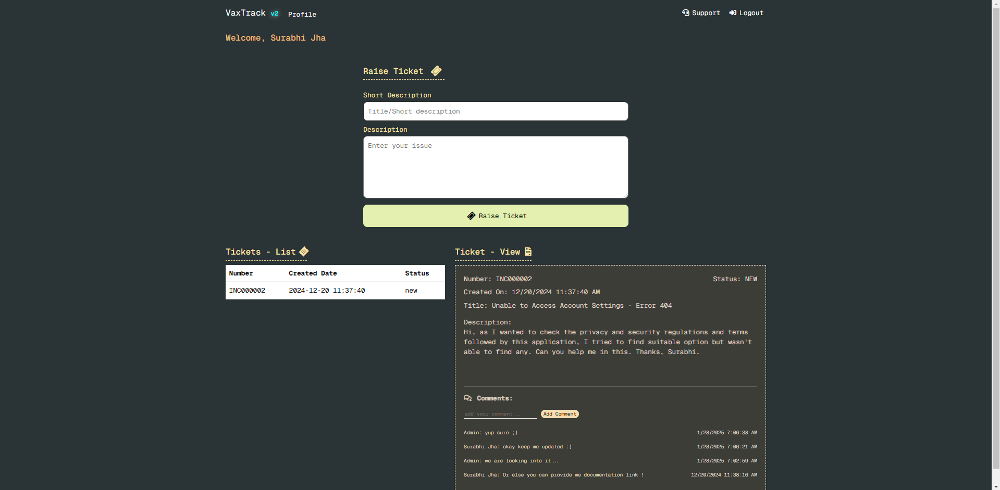 VaxTrack v2 Profile Support Logout
Welcome, Surabhi Jha
Raise Ticket
Short Description
Title/Short description
Description
Enter your issue
Raise Ticket
Tickets - List
Number Created Date Status
INC000002 2024-12-20 11:37:40 new
Ticket - View
Number: INC000002 Status: NEW
Created On: 12/20/2024 11:37:40 AM
Title: Unable to Access Account Settings - Error 404
Description:
Hi, as I wanted to check the privacy and security regulations and terms
followed by this application, I tried to find suitable option but wasn't
able to find any. Can you help me in this. Thanks, Surabhi.
Comments:
add your comment... Add Comment
Admin: yup sure ;) 1/28/2025 7:06:38 AM
Surabhi Jha: okay keep me updated :) 1/28/2025 7:06:21 AM
Admin: we are looking into it... 1/28/2025 7:02:59 AM
Surabhi Jha: Or else you can provide me documentation link ! 12/20/2024 11:38:16 AM